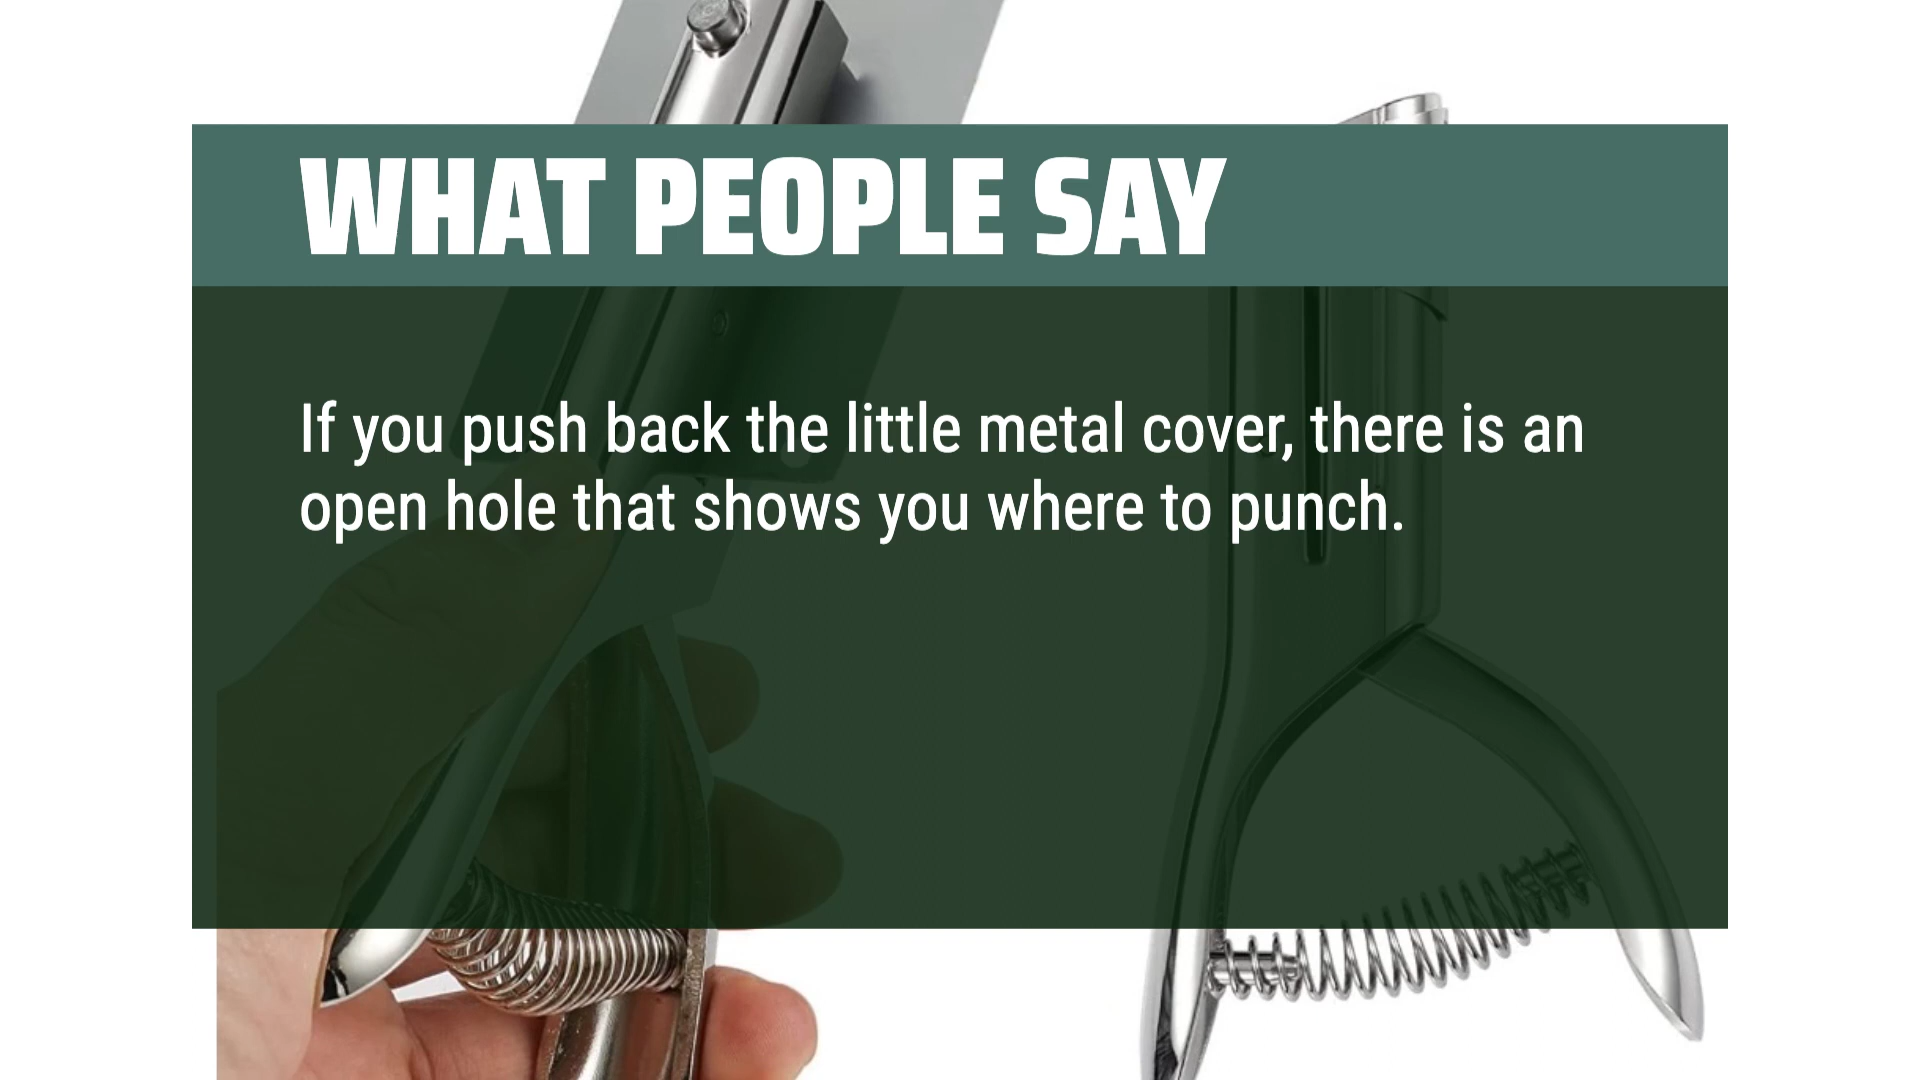 WHAT PEOPLE SAY
If you push back the little metal cover, there is an
open hole that shows you where to punch.